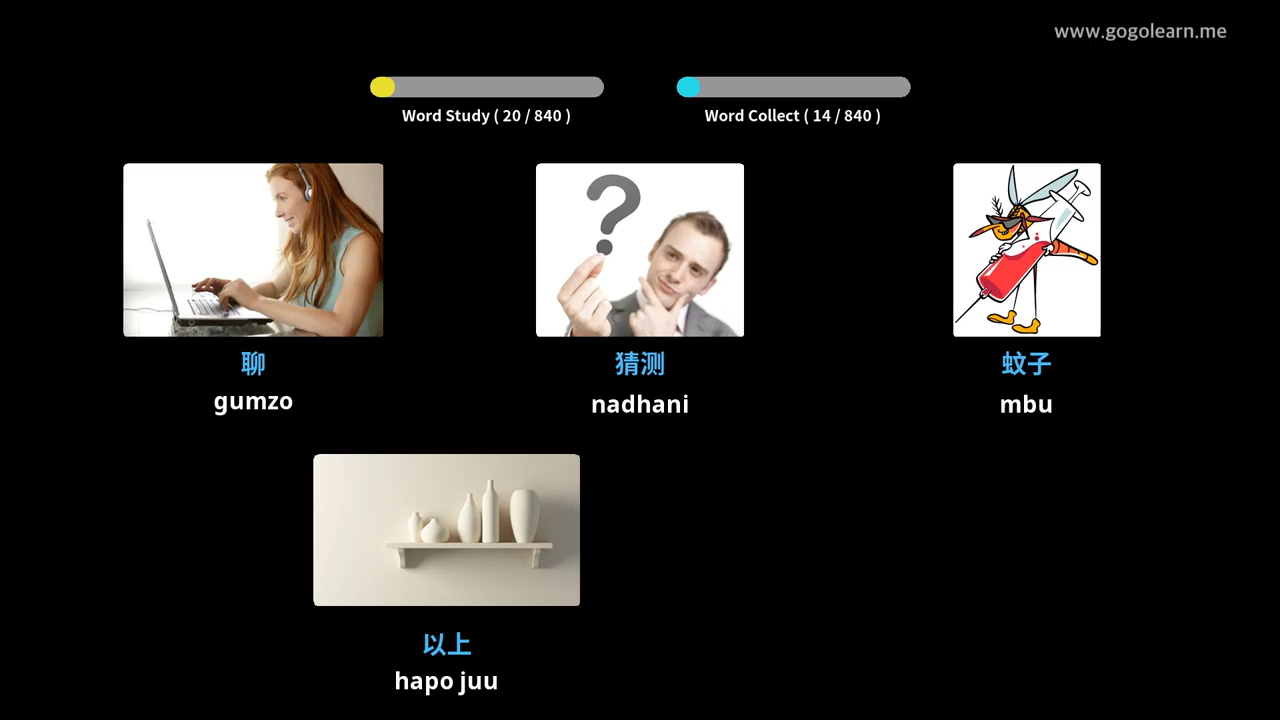 www.gogolearn.me
Word Study ( 20 / 840 )
Word Collect ( 14 / 840 )
聊
gumzo
猜测
nadhani
蚊子
mbu
以上
hapo juu